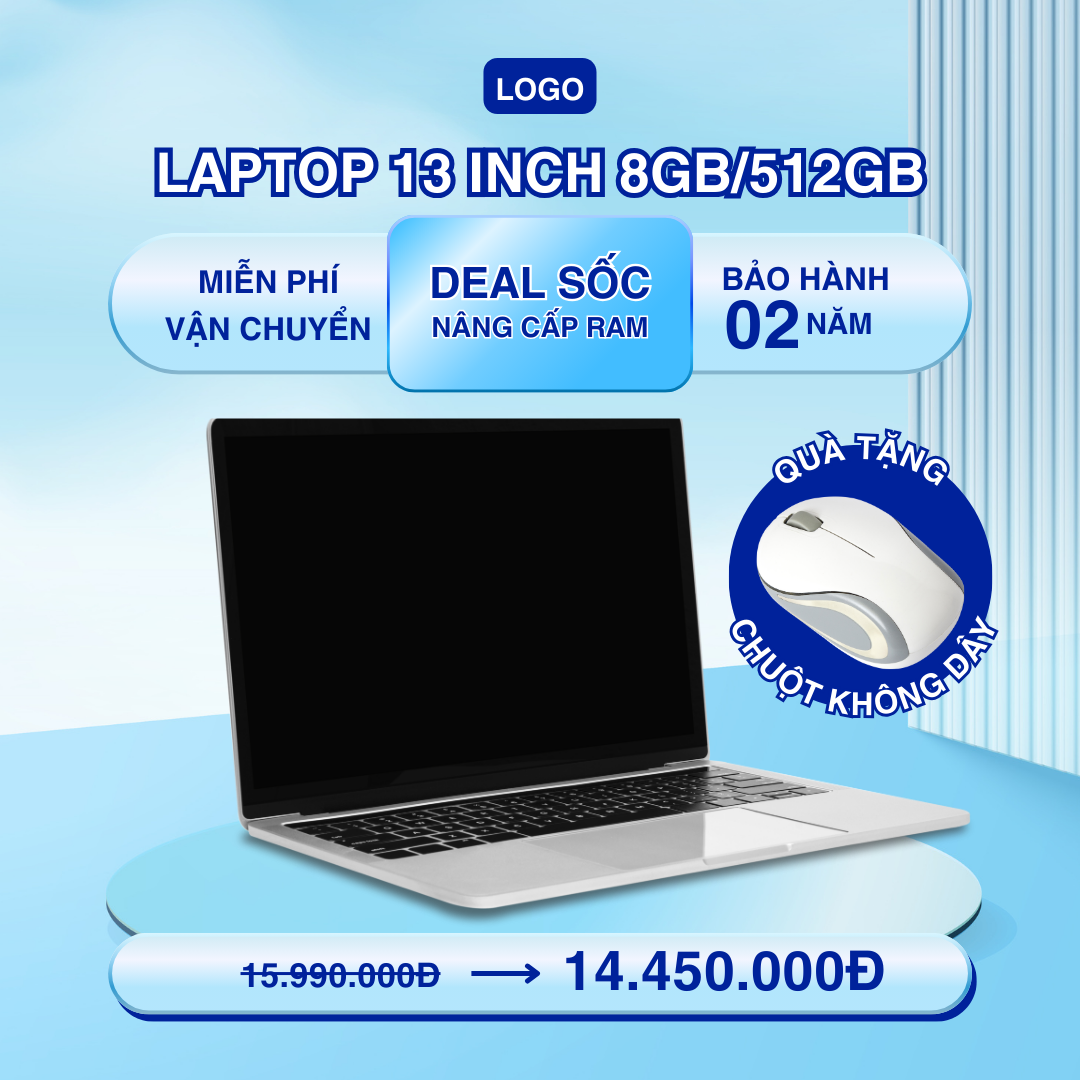 LOGO
LAPTOP 13 INCH 8GB/512GB
MIỄN PHÍ
VẬN CHUYỂN
DEAL SỐC
NÂNG CẤP RAM
BẢO HÀNH
02 NĂM
QUÀ TẶNG
CHUỘT KHÔNG DÂY
15.990.000Đ → 14.450.000Đ